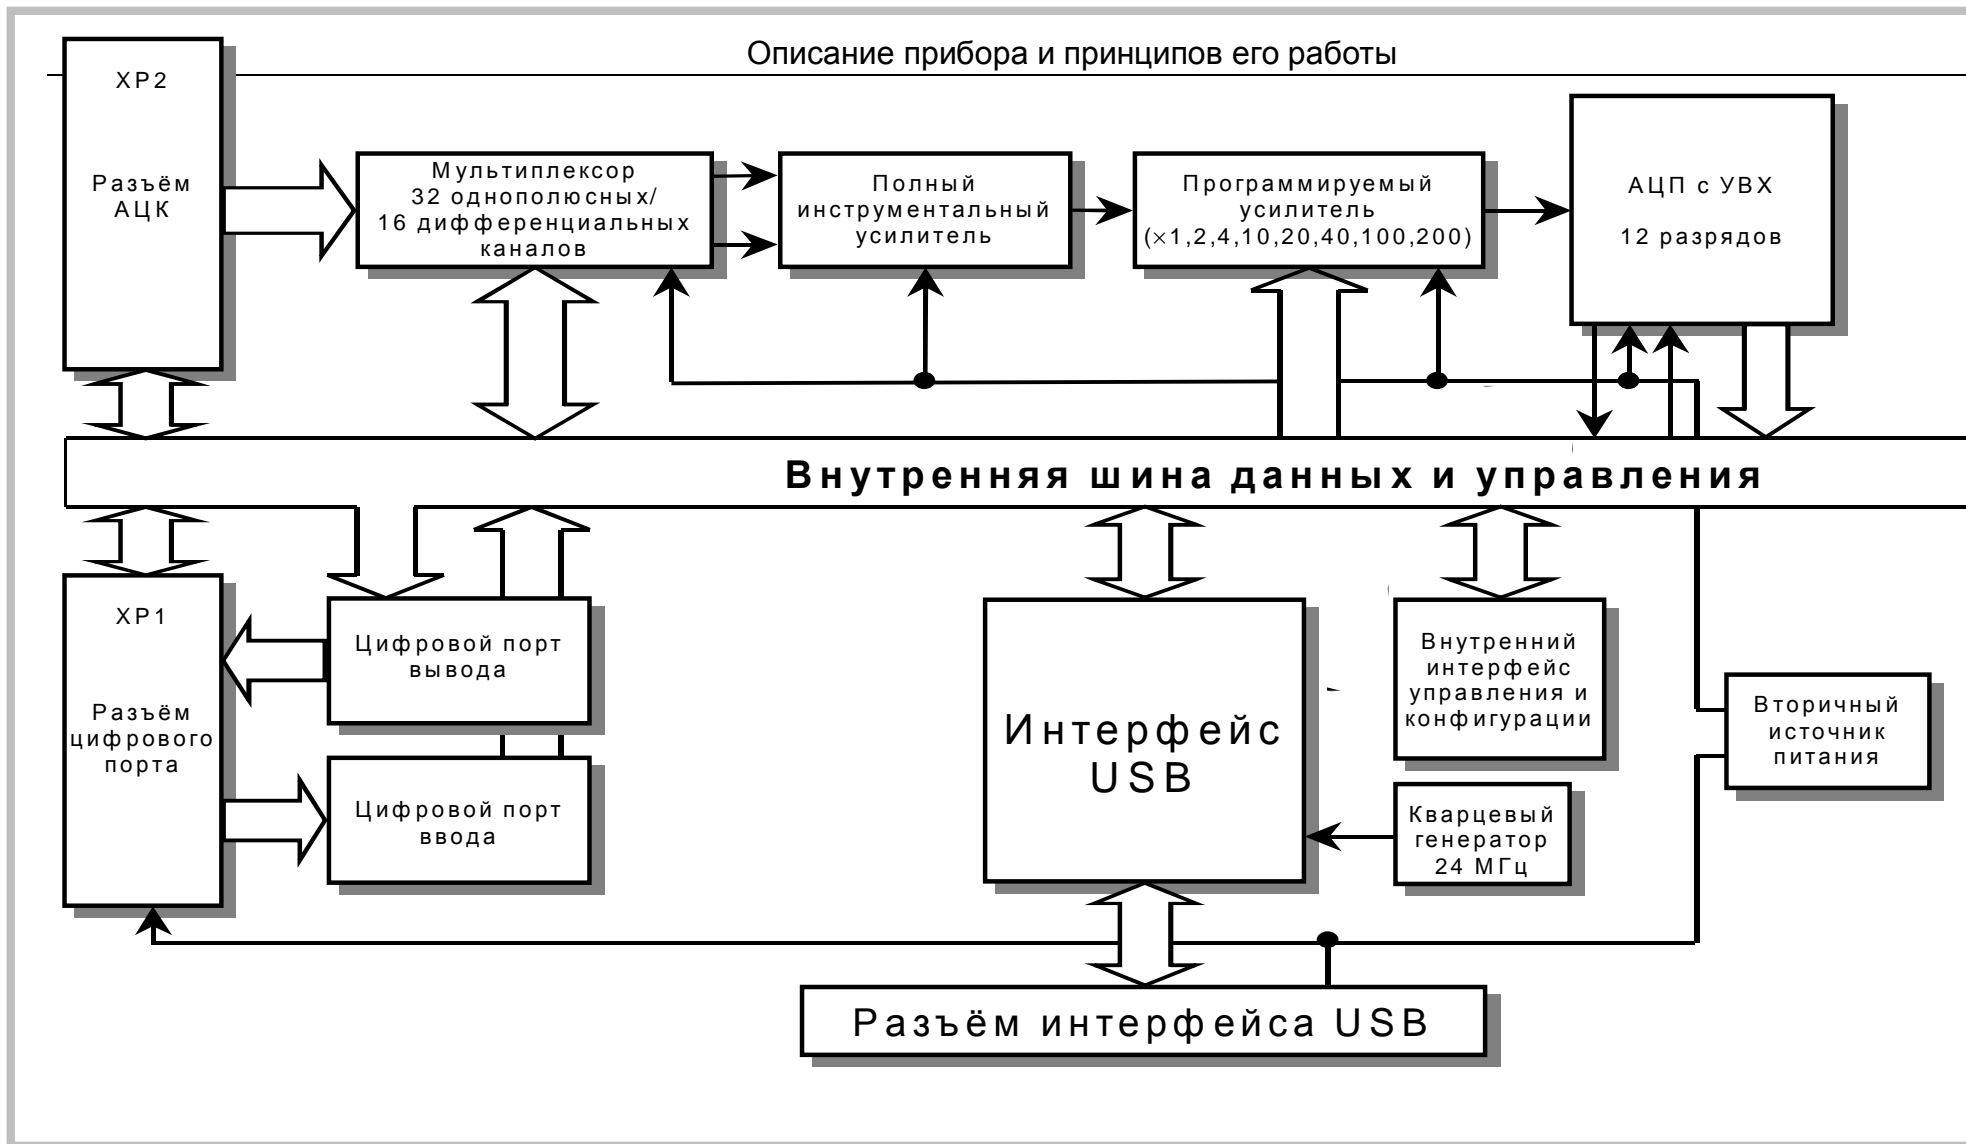 Описание прибора и принципов его работы
XP2
Разъём
АЦК
Мультиплексор
32 однополюсных/
16 дифференциальных
каналов
Полный
инструментальный
усилитель
Программируемый
усилитель
(×1,2,4,10,20,40,100,200)
АЦП с УВХ
12 разрядов
Внутренняя шина данных и управления
XP1
Разъём
цифрового
порта
Цифровой порт
вывода
Цифровой порт
ввода
Интерфейс
USB
Внутренний
интерфейс
управления и
конфигурации
Кварцевый
генератор
24 МГц
Вторичный
источник
питания
Разъём интерфейса USB